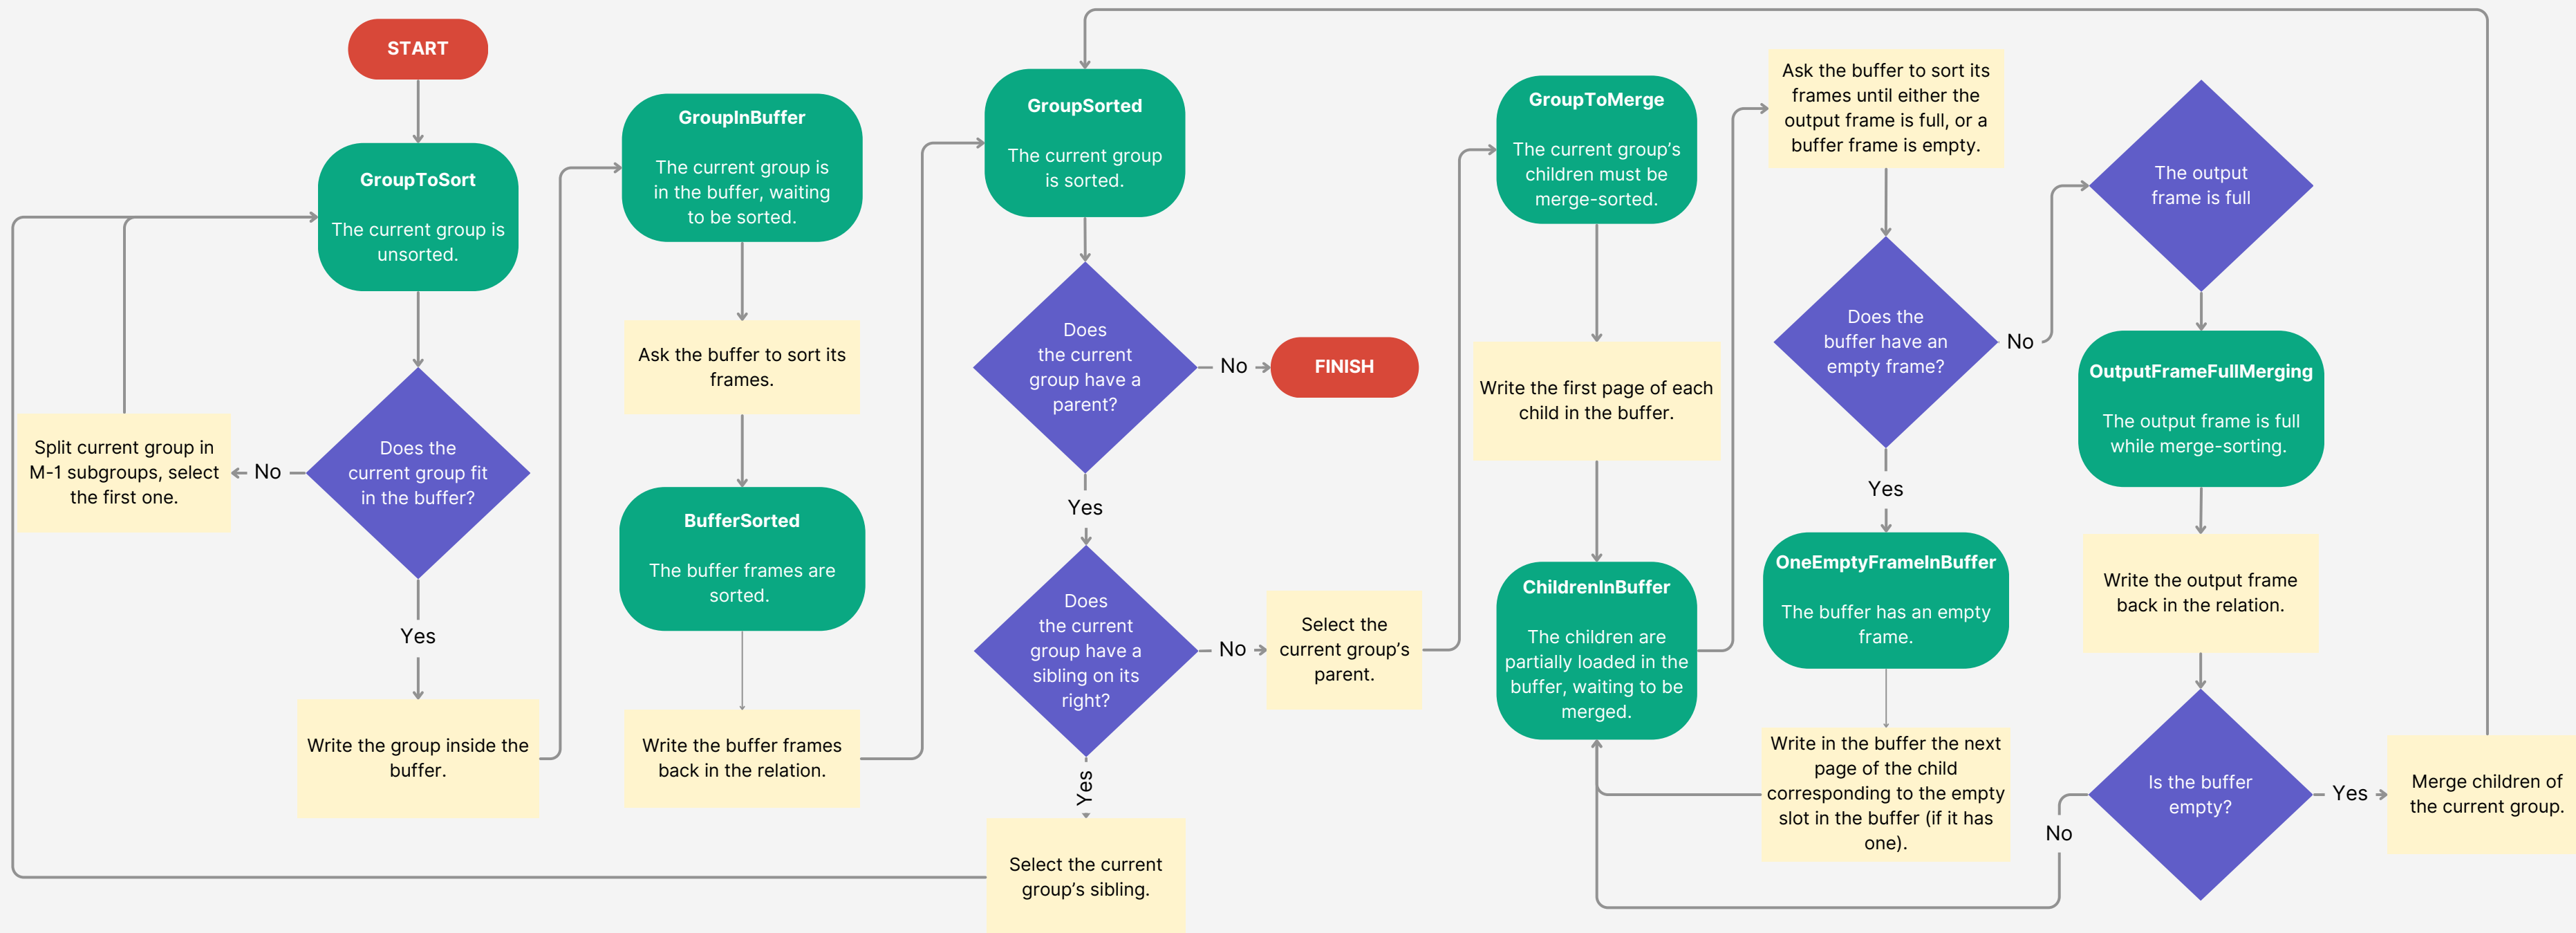 START
GroupToSort
The current group is
unsorted.
Does the
current group fit
in the buffer?
No
Split current group in
M-1 subgroups, select
the first one.
Yes
Write the group inside the
buffer.
GroupInBuffer
The current group is
in the buffer, waiting
to be sorted.
Ask the buffer to sort its
frames.
BufferSorted
The buffer frames are
sorted.
Write the buffer frames
back in the relation.
GroupSorted
The current group
is sorted.
Does
the current
group have a
parent?
No
FINISH
Yes
Does
the current
group have a
sibling on its
right?
No
Select the
current group’s
parent.
Yes
Select the current
group’s sibling.
GroupToMerge
The current group’s
children must be
merge-sorted.
Write the first page of each
child in the buffer.
ChildrenInBuffer
The children are
partially loaded in the
buffer, waiting to be
merged.
Ask the buffer to sort its
frames until either the
output frame is full, or a
buffer frame is empty.
Does the
buffer have an
empty frame?
No
Yes
OneEmptyFrameInBuffer
The buffer has an empty
frame.
Write in the buffer the next
page of the child
corresponding to the empty
slot in the buffer (if it has
one).
The output
frame is full
OutputFrameFullMerging
The output frame is full
while merge-sorting.
Write the output frame
back in the relation.
Is the buffer
empty?
No
Yes
Merge children of
the current group.